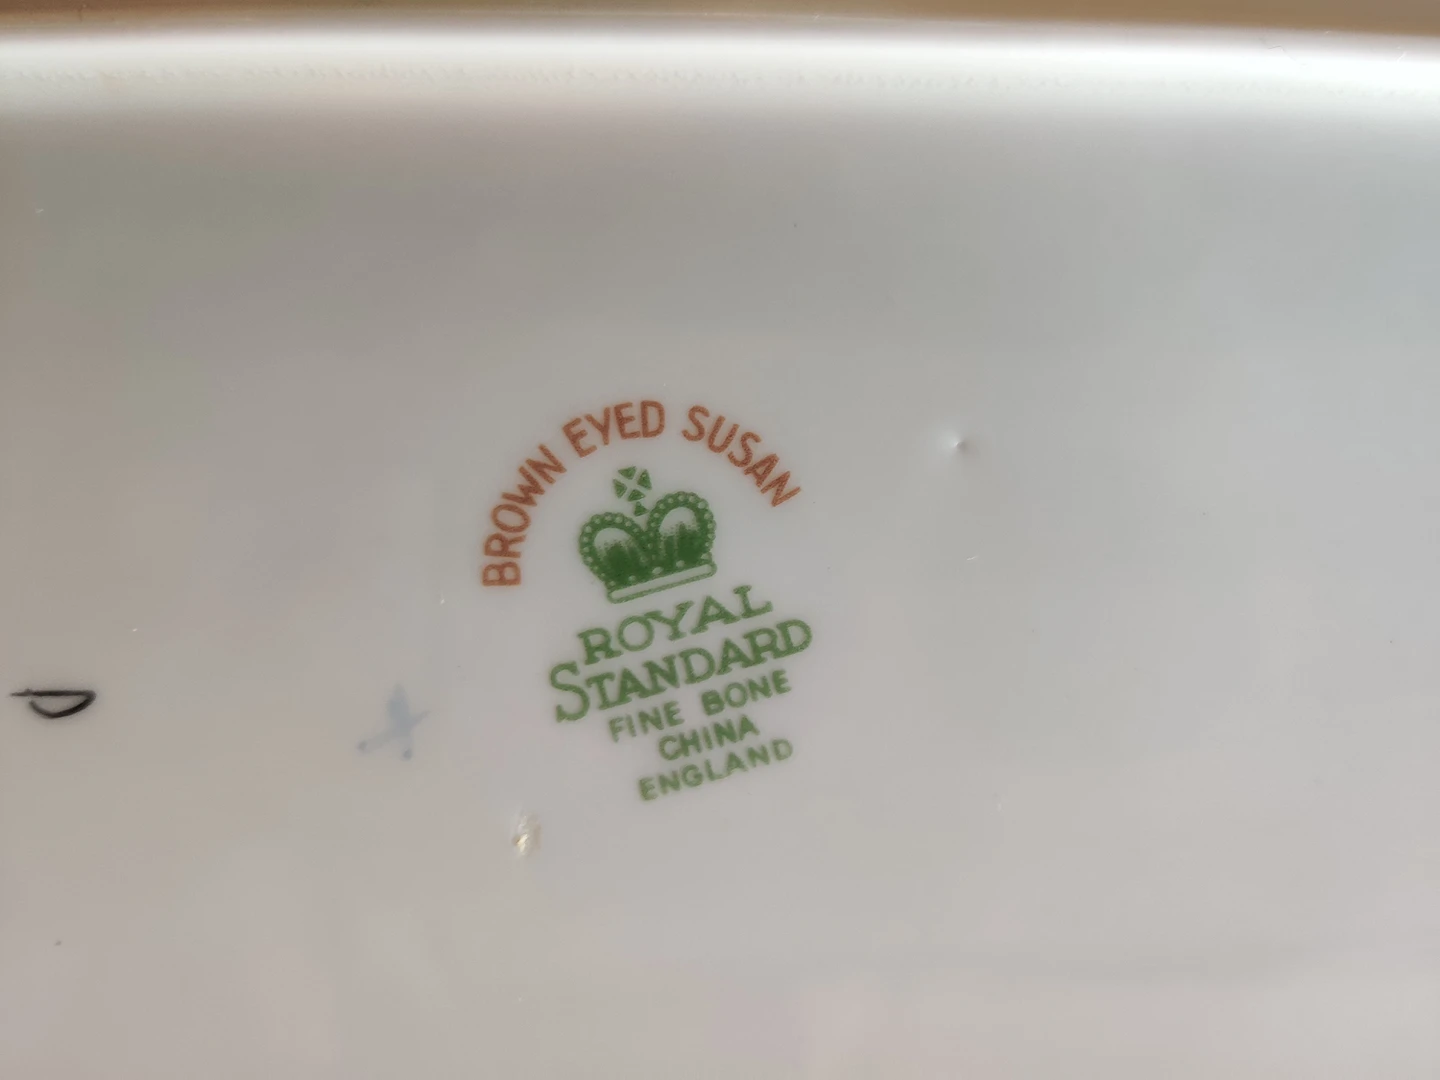 BROWN EYED SUSAN
ROYAL
STANDARD
FINE BONE
CHINA
ENGLAND